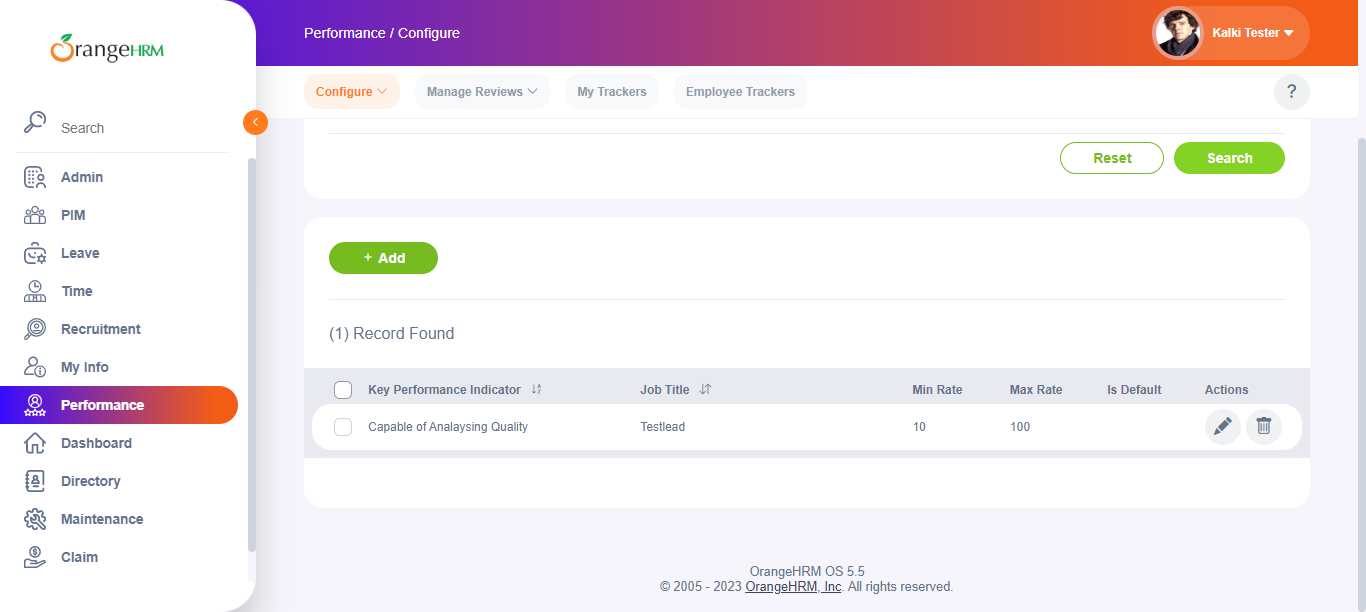 OrangeHRM
Search
Admin
PIM
Leave
Time
Recruitment
My Info
Performance
Dashboard
Directory
Maintenance
Claim
Performance / Configure
Kalki Tester
Configure
Manage Reviews
My Trackers
Employee Trackers
?
Reset
Search
+ Add
(1) Record Found
Key Performance Indicator Job Title Min Rate Max Rate Is Default Actions
Capable of Analaysing Quality Testlead 10 100
OrangeHRM OS 5.5
© 2005 - 2023 OrangeHRM, Inc. All rights reserved.